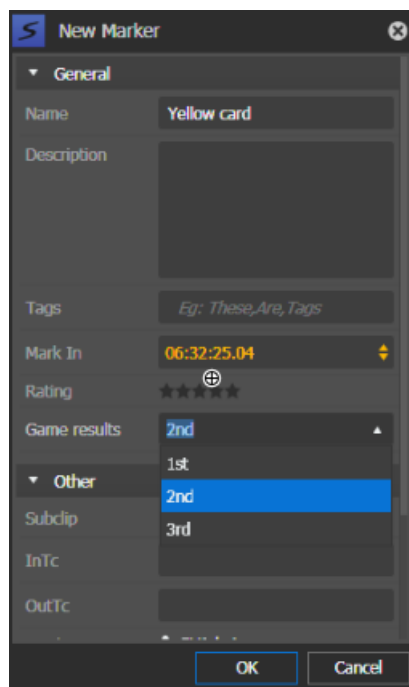 S New Marker
General
Name Yellow card
Description
Tags Eg: These,Are,Tags
Mark In 06:32:25.04
Rating
Game results 2nd
1st
Other
2nd
Subclip
3rd
InTc
OutTc
OK Cancel